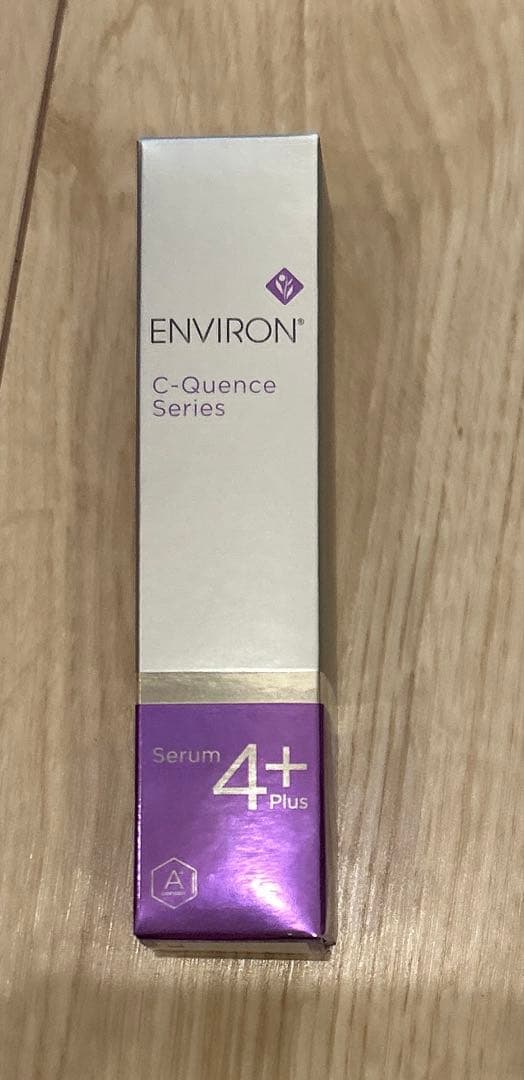 ENVIRON®
C-Quence
Series
Serum 4+
Plus
A